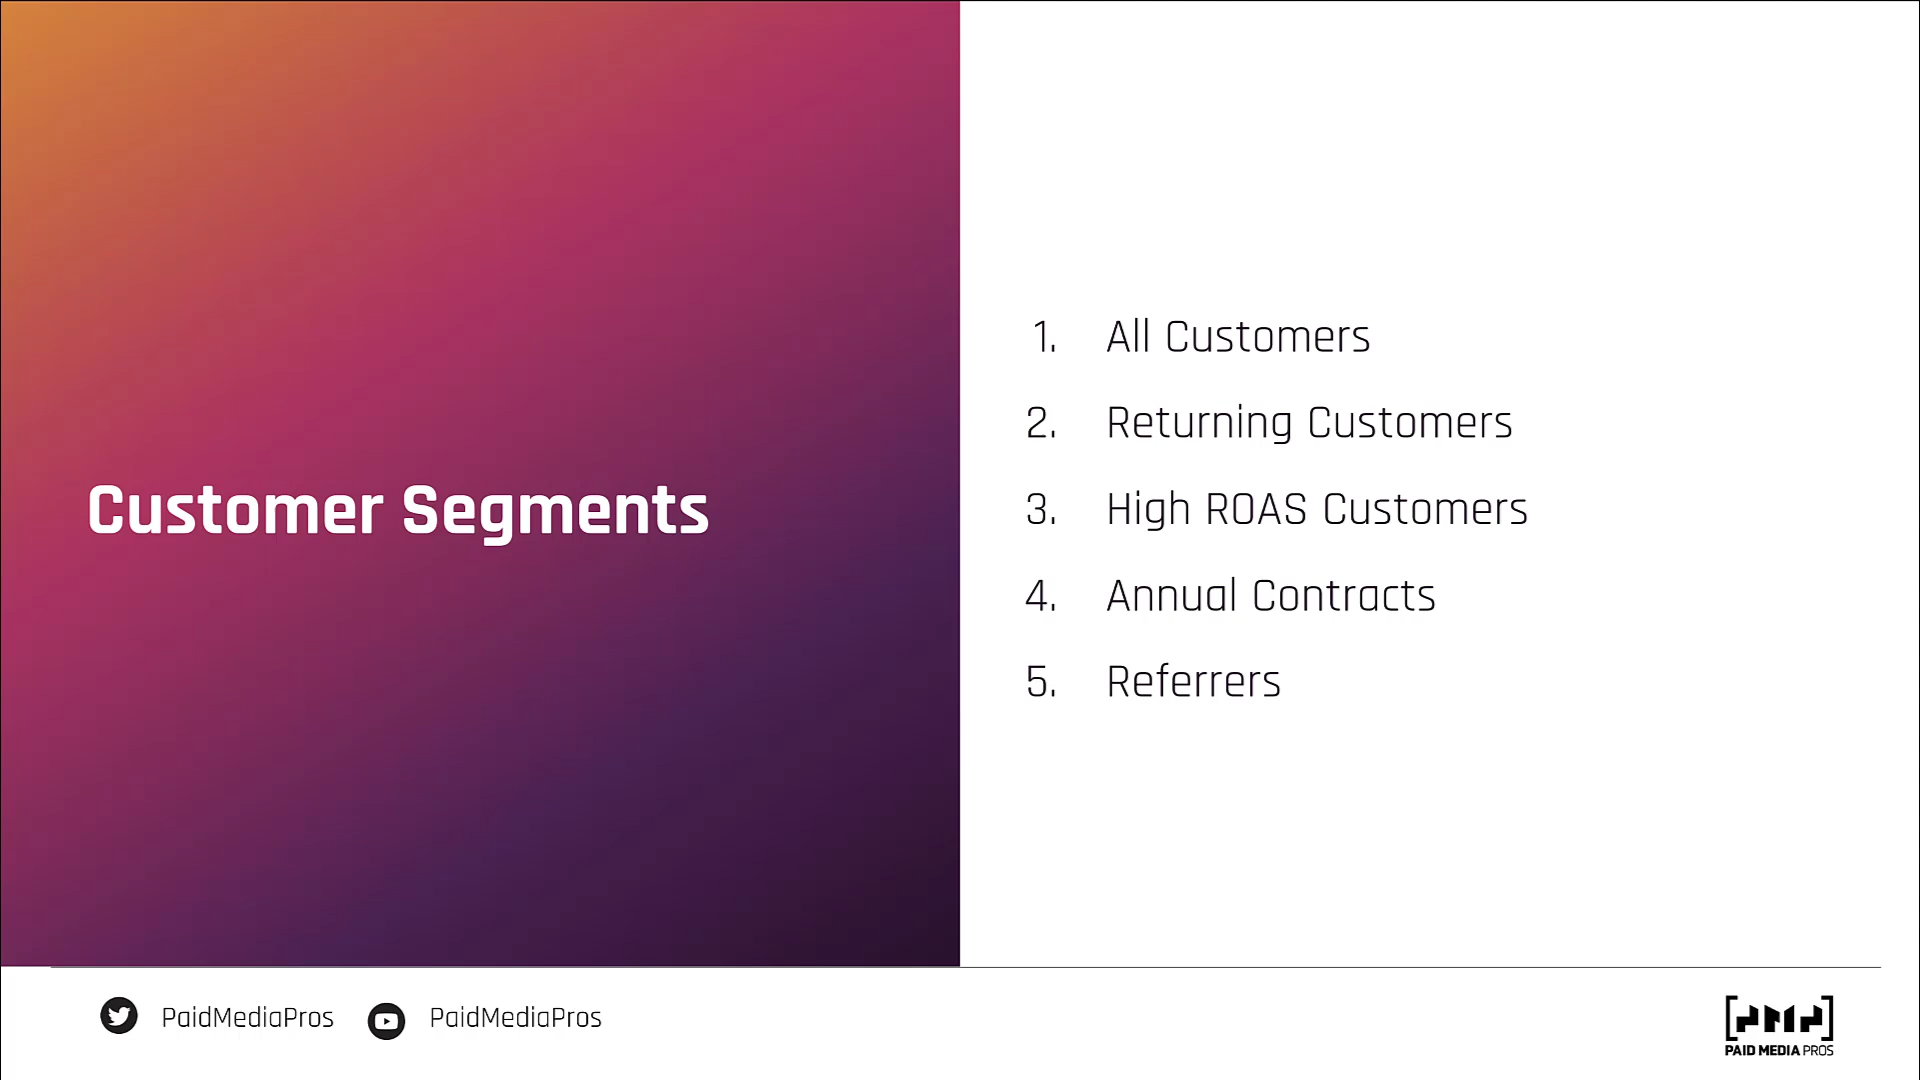 Customer Segments
1. All Customers
2. Returning Customers
3. High ROAS Customers
4. Annual Contracts
5. Referrers
PaidMediaPros PaidMediaPros
PMP
PAID MEDIA PROS